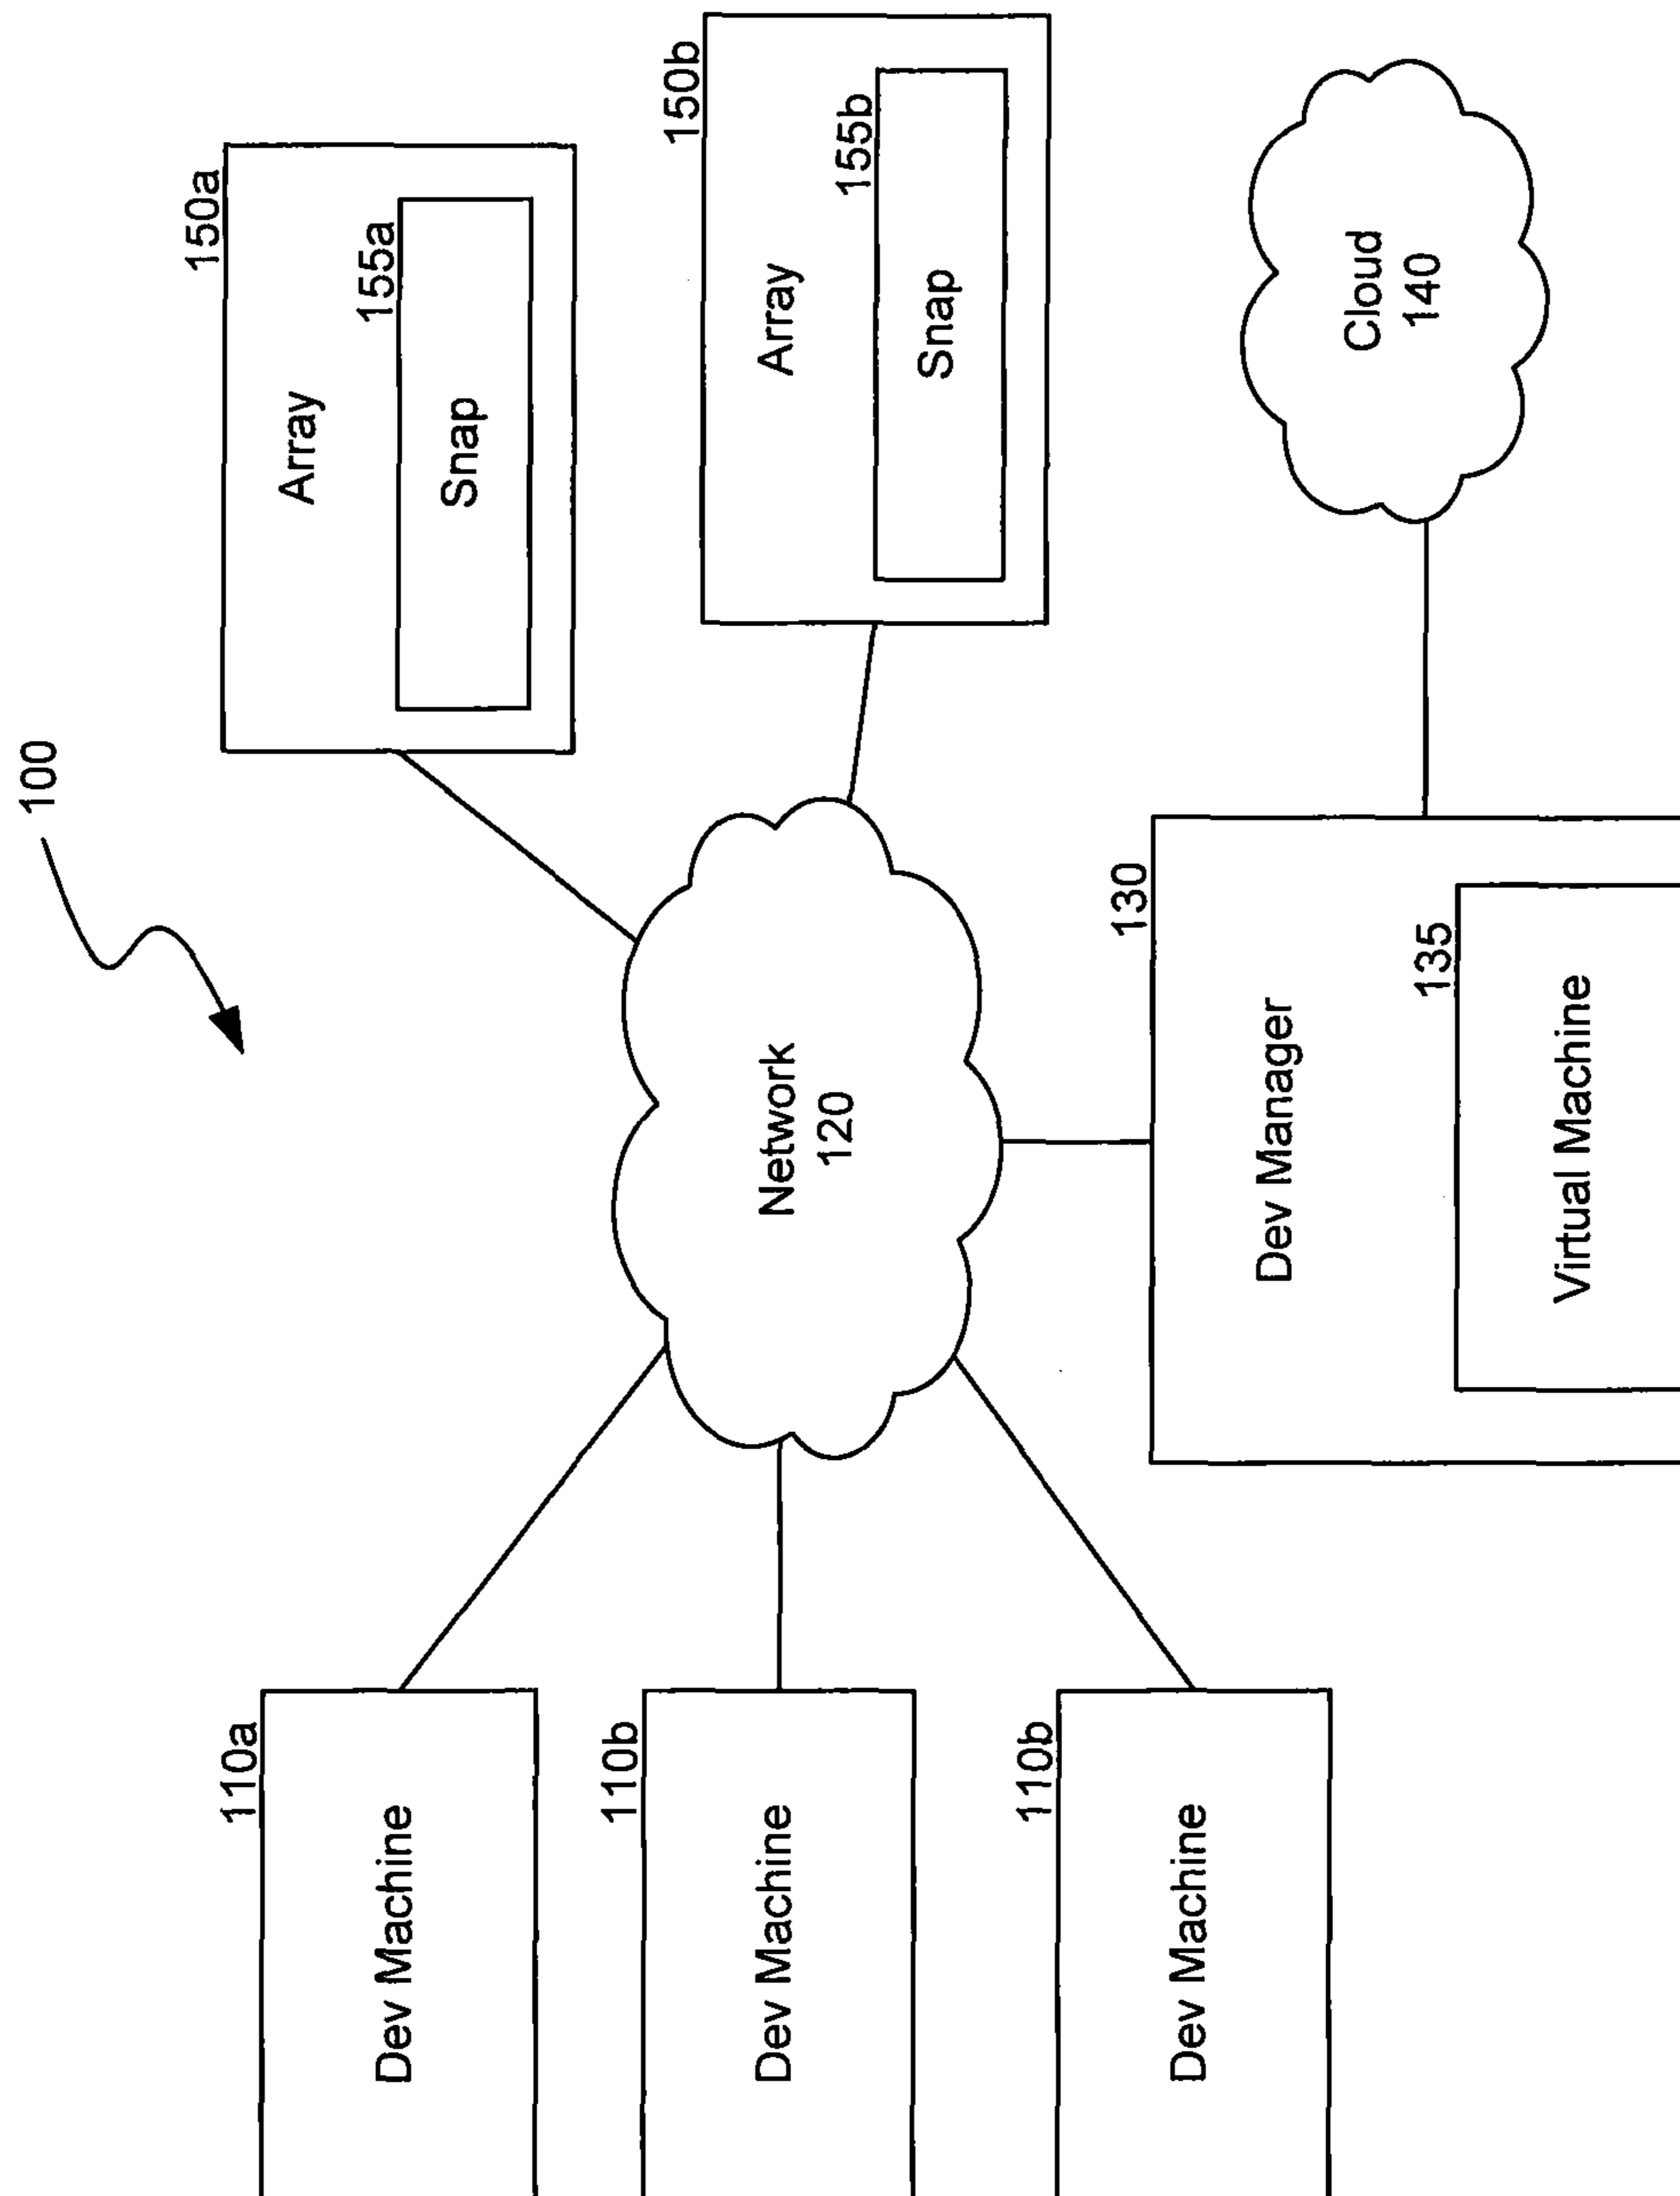 100
110a
Dev Machine
110b
Dev Machine
110b
Dev Machine
Network
120
150a
Array
155a
Snap
150b
Array
155b
Snap
130
Dev Manager
135
Virtual Machine
Cloud
140